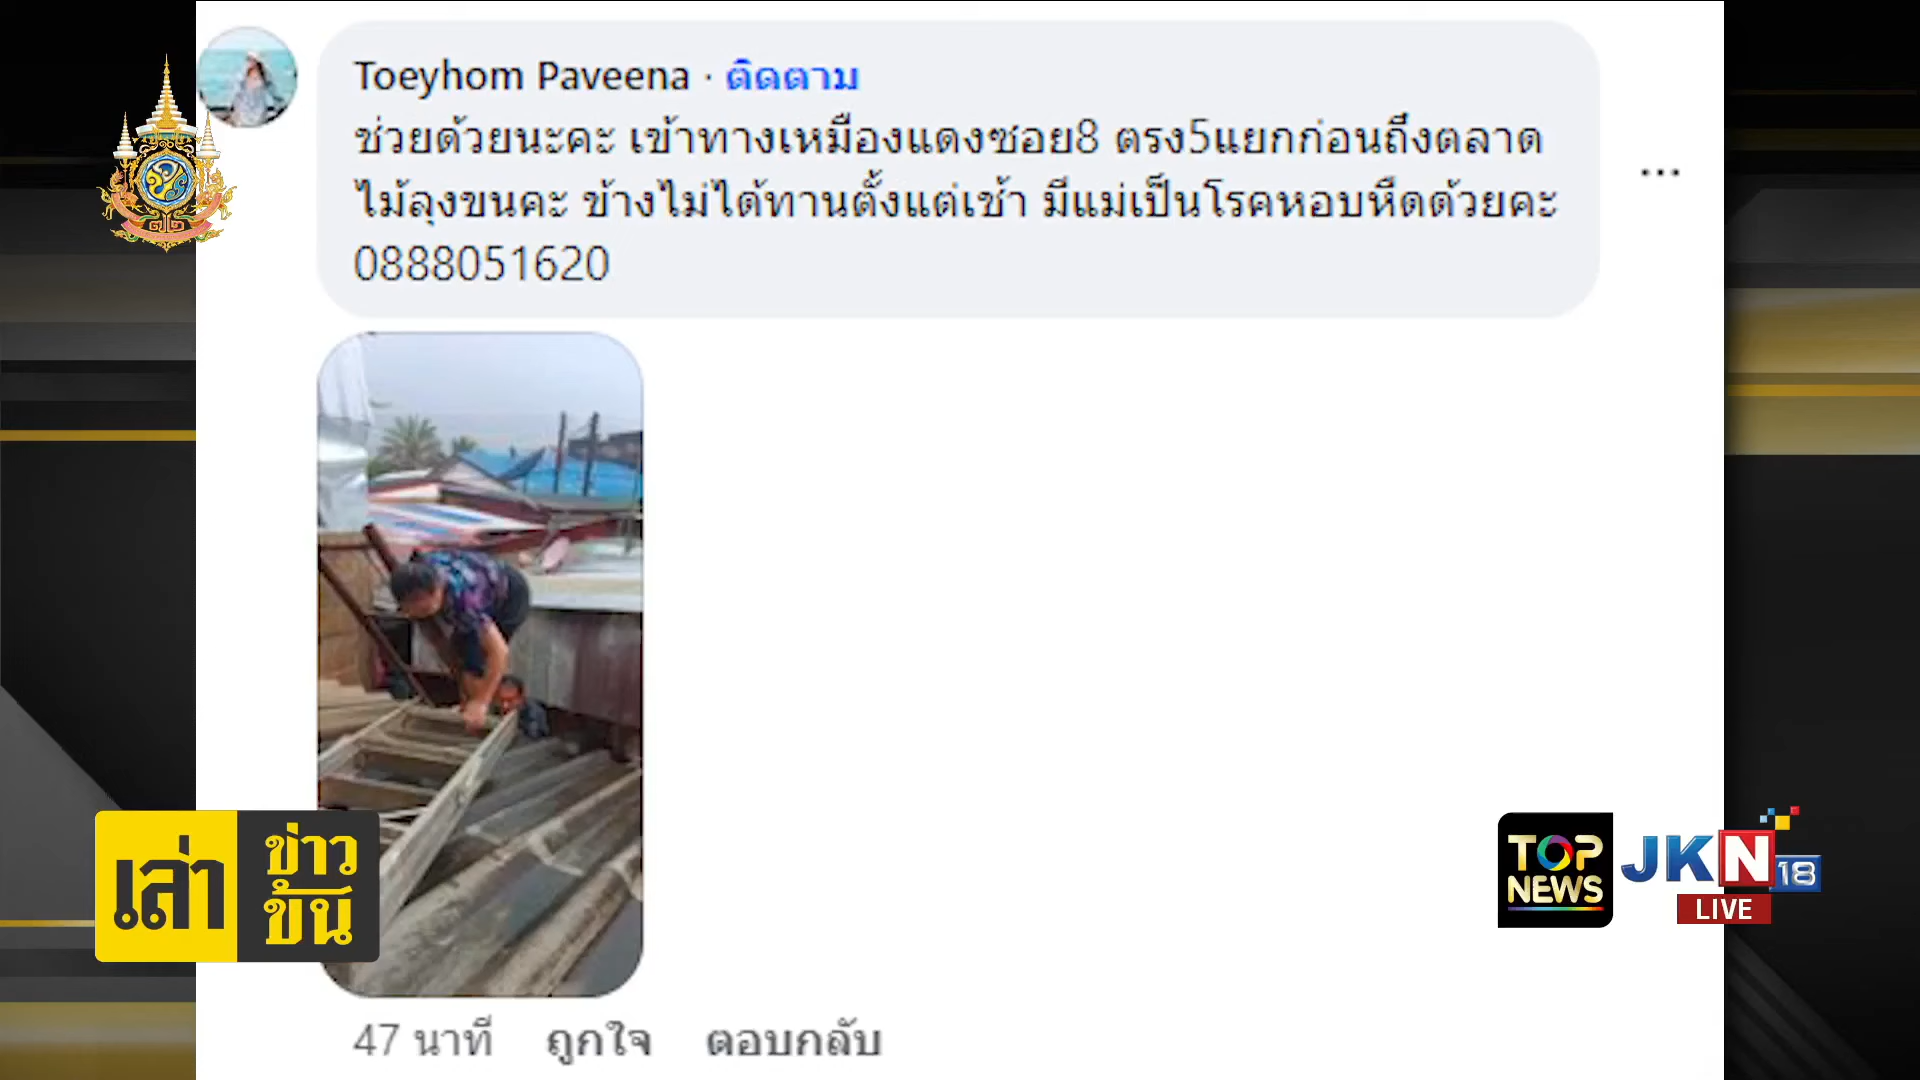 Toeyhom Paveena · ติดตาม
ช่วยด้วยนะคะ เข้าทางเหมืองแดงซอย8 ตรง5แยกก่อนถึงตลาด
ไม้ลุงขนคะ ข้างไม่ได้ทานตั้งแต่เช้า มีแม่เป็นโรคหอบหืดด้วยคะ
0888051620
เล่า
ข่าว
ข้น
TOP
NEWS
JKN18
LIVE
47 นาที ถูกใจ ตอบกลับ